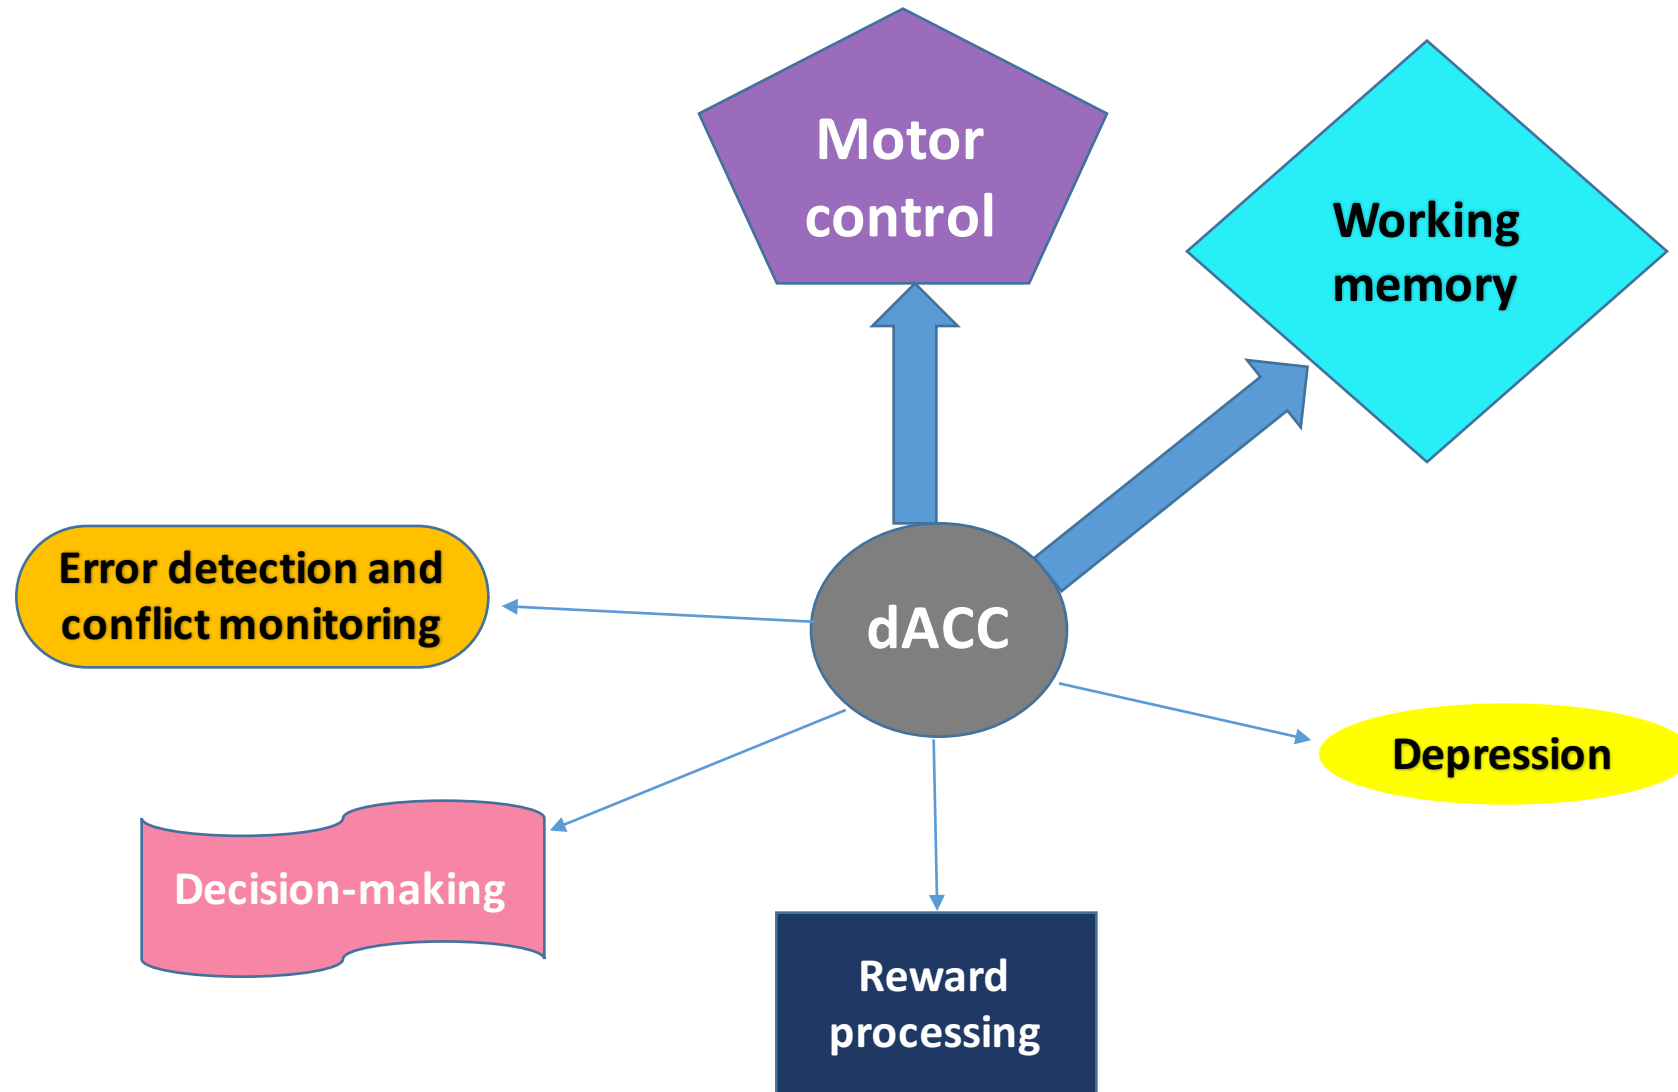 Motor
control
Working
memory
Error detection and
conflict monitoring
dACC
Depression
Decision-making
Reward
processing